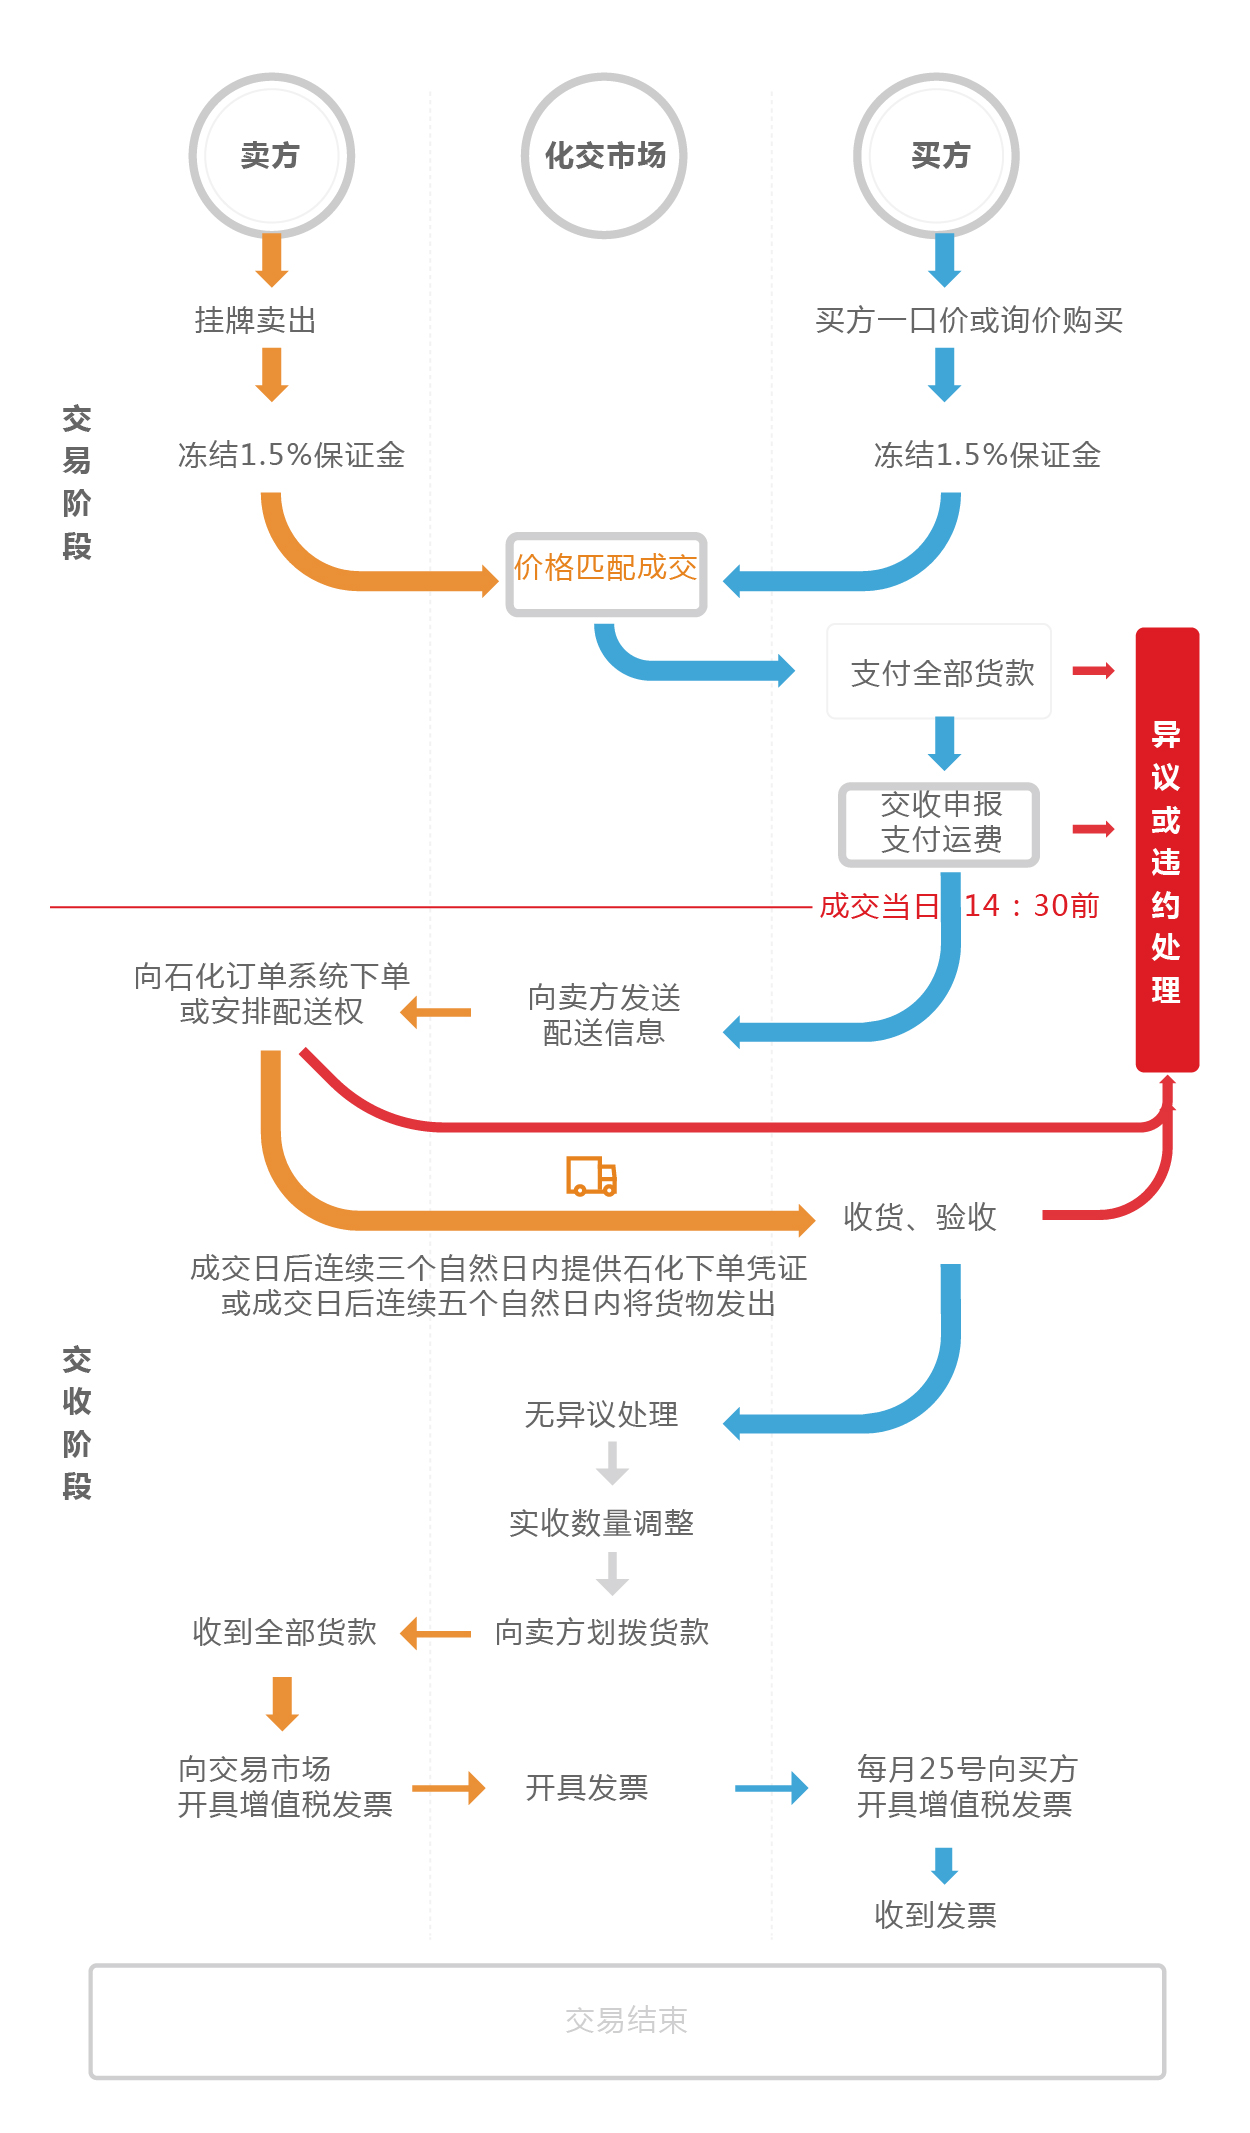 卖方
化交市场
买方
挂牌卖出
买方一口价或询价购买
交易阶段
冻结1.5%保证金
冻结1.5%保证金
价格匹配成交
支付全部货款
异议或违约处理
交收申报
支付运费
成交当日 14：30前
向石化订单系统下单
或安排配送权
向卖方发送
配送信息
收货、验收
成交日后连续三个自然日内提供石化下单凭证
或成交日后连续五个自然日内将货物发出
交收阶段
无异议处理
实收数量调整
收到全部货款
向卖方划拨货款
向交易市场
开具增值税发票
开具发票
每月25号向买方
开具增值税发票
收到发票
交易结束